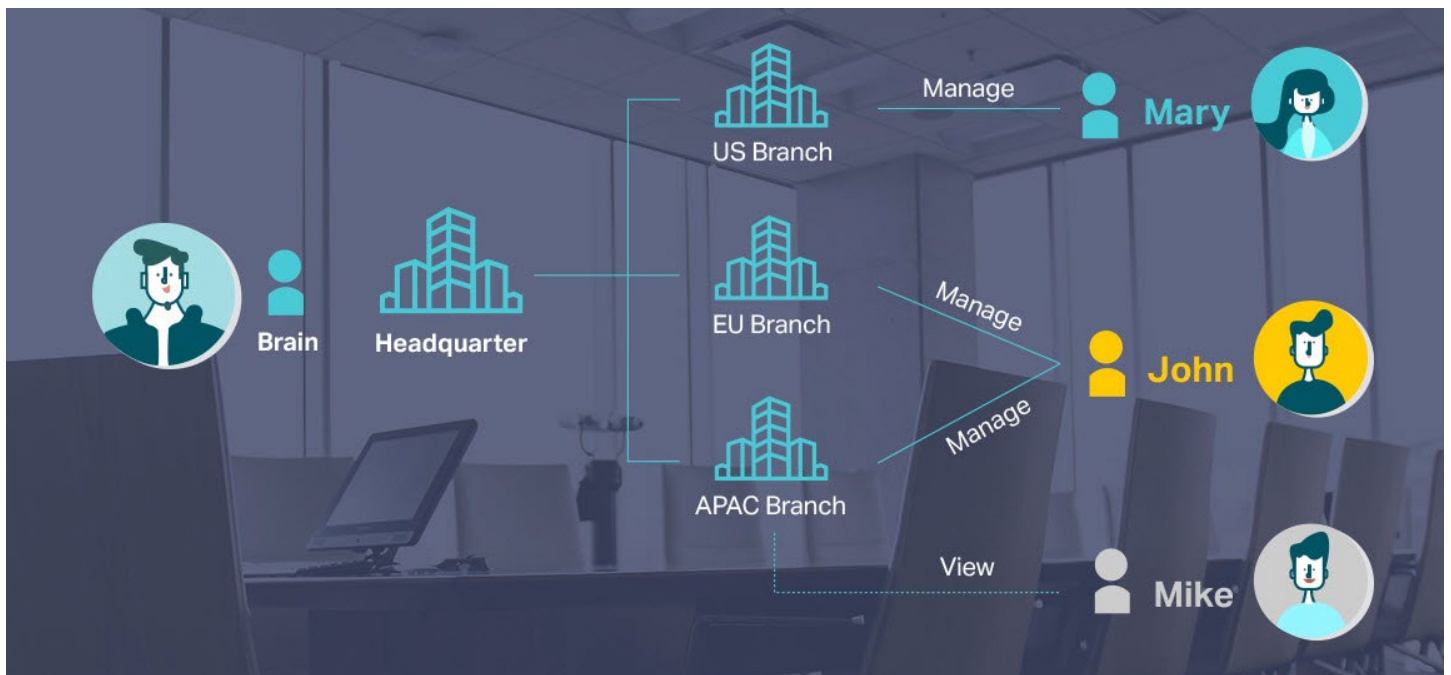 Manage
Mary
US Branch
Brain
Headquarter
EU Branch
Manage
John
Manage
APAC Branch
View
Mike